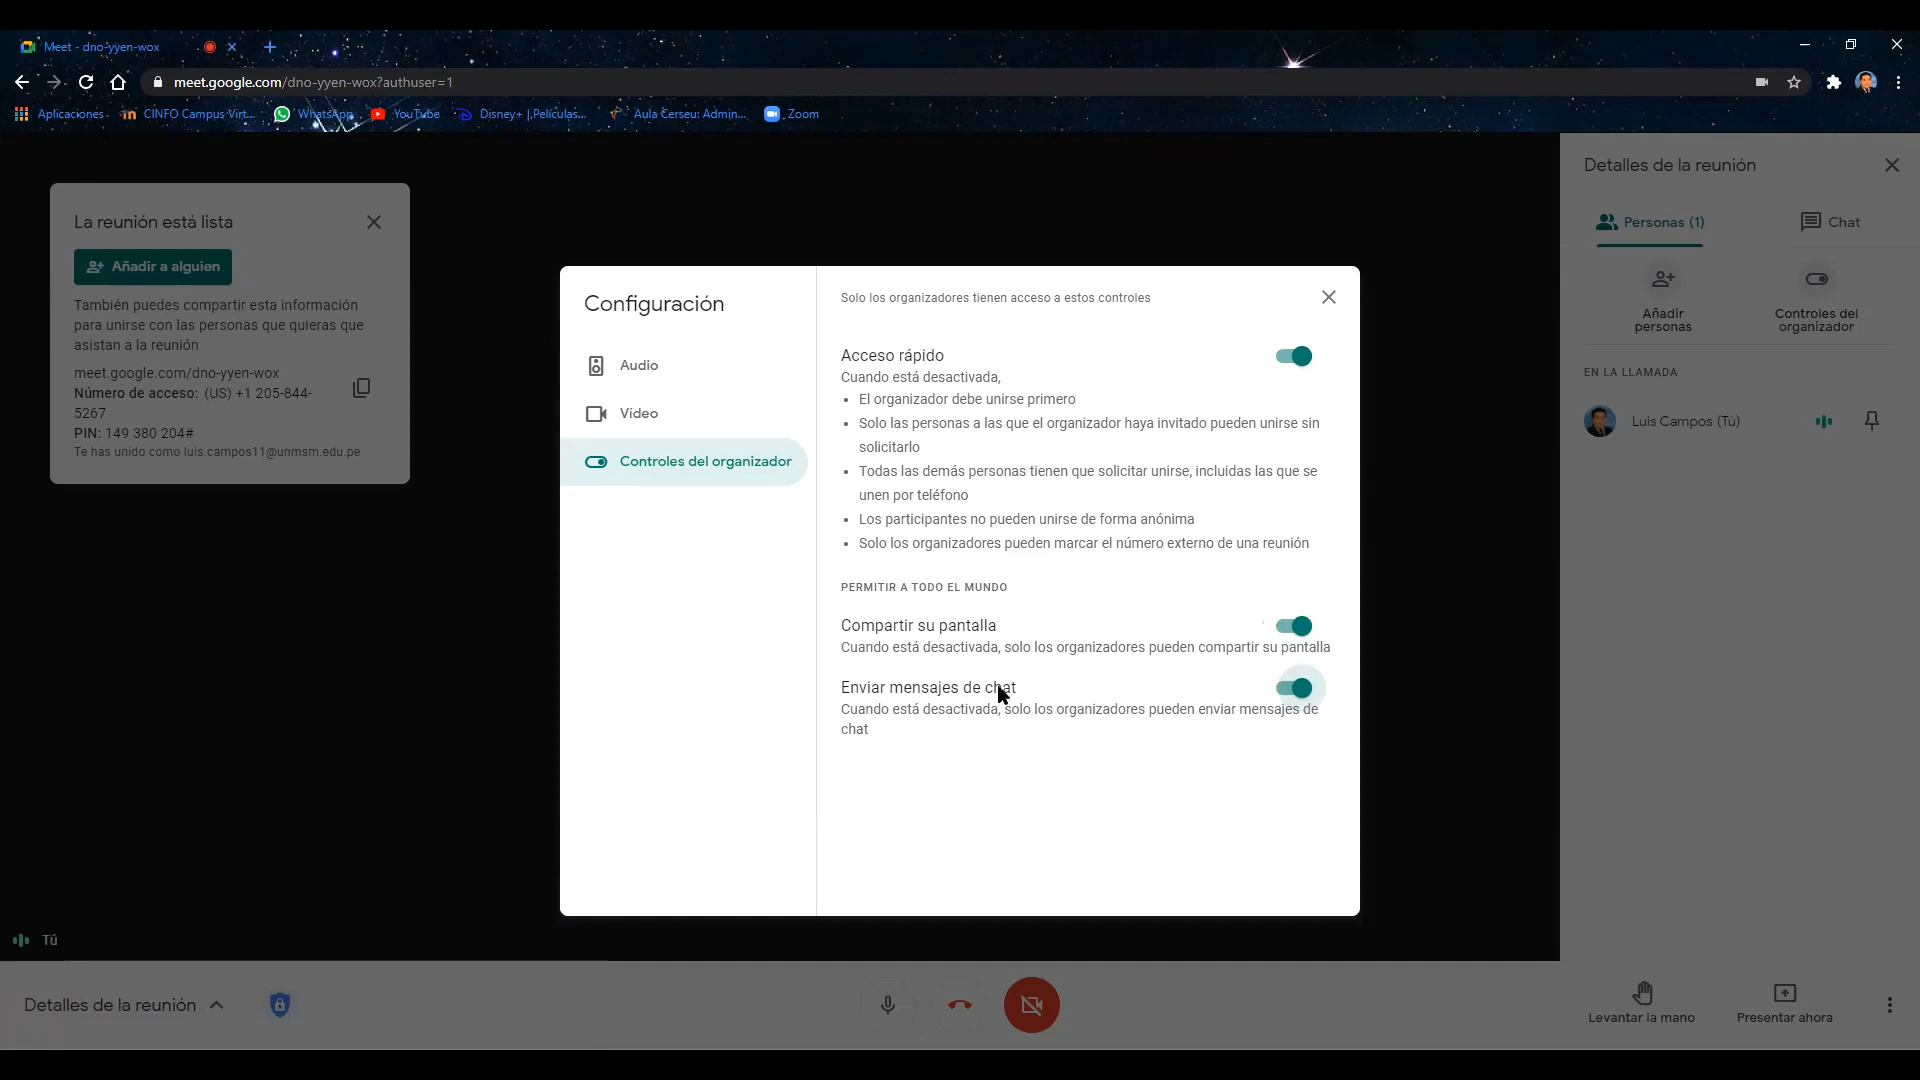 Meet - dno-yyen-wox
meet.google.com/dno-yyen-wox?authuser=1
Aplicaciones
CINFO Campus Virt...
WhatsApp
YouTube
Disney+ | Películas...
Aula Cerseu: Admin...
Zoom
La reunión está lista
Añadir a alguien
También puedes compartir esta información
para unirse con las personas que quieras que
asistan a la reunión
meet.google.com/dno-yyen-wox
Número de acceso: (US) +1 205-844-
5267
PIN: 149 380 204#
Te has unido como luis.campos11@unmsm.edu.pe
Configuración
Audio
Vídeo
Controles del organizador
Solo los organizadores tienen acceso a estos controles
Acceso rápido
Cuando está desactivada,
• El organizador debe unirse primero
• Solo las personas a las que el organizador haya invitado pueden unirse sin
solicitarlo
• Todas las demás personas tienen que solicitar unirse, incluidas las que se
unen por teléfono
• Los participantes no pueden unirse de forma anónima
• Solo los organizadores pueden marcar el número externo de una reunión
PERMITIR A TODO EL MUNDO
Compartir su pantalla
Cuando está desactivada, solo los organizadores pueden compartir su pantalla
Enviar mensajes de chat
Cuando está desactivada, solo los organizadores pueden enviar mensajes de
chat
Detalles de la reunión
Personas (1)
Chat
Añadir
personas
Controles del
organizador
EN LA LLAMADA
Luis Campos (Tú)
Tú
Detalles de la reunión
Levantar la mano
Presentar ahora